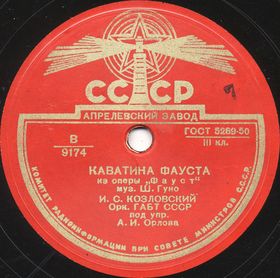 СССР
АПРЕЛЕВСКИЙ ЗАВОД
В
9174
ГОСТ 5289-50
III кл.
КАВАТИНА ФАУСТА
из оперы „Фауст“
муз. Ш. Гуно
И. С. КОЗЛОВСКИЙ
Орк. ГАБТ СССР
под упр.
А. И. Орлова
КОМИТЕТ РАДИОИНФОРМАЦИИ ПРИ СОВЕТЕ МИНИСТРОВ СССР.